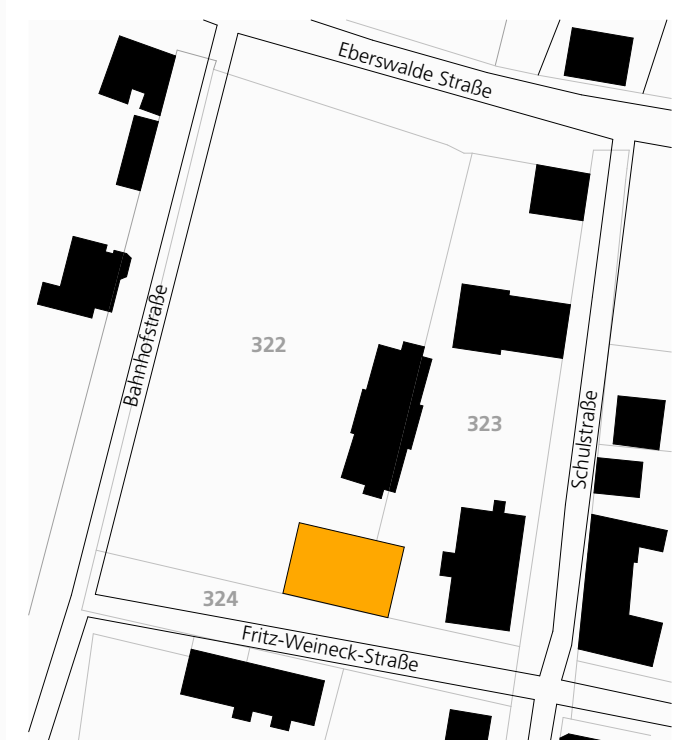 Eberswalde Straße
Bahnhofstraße
322
323
Schulstraße
324
Fritz-Weineck-Straße